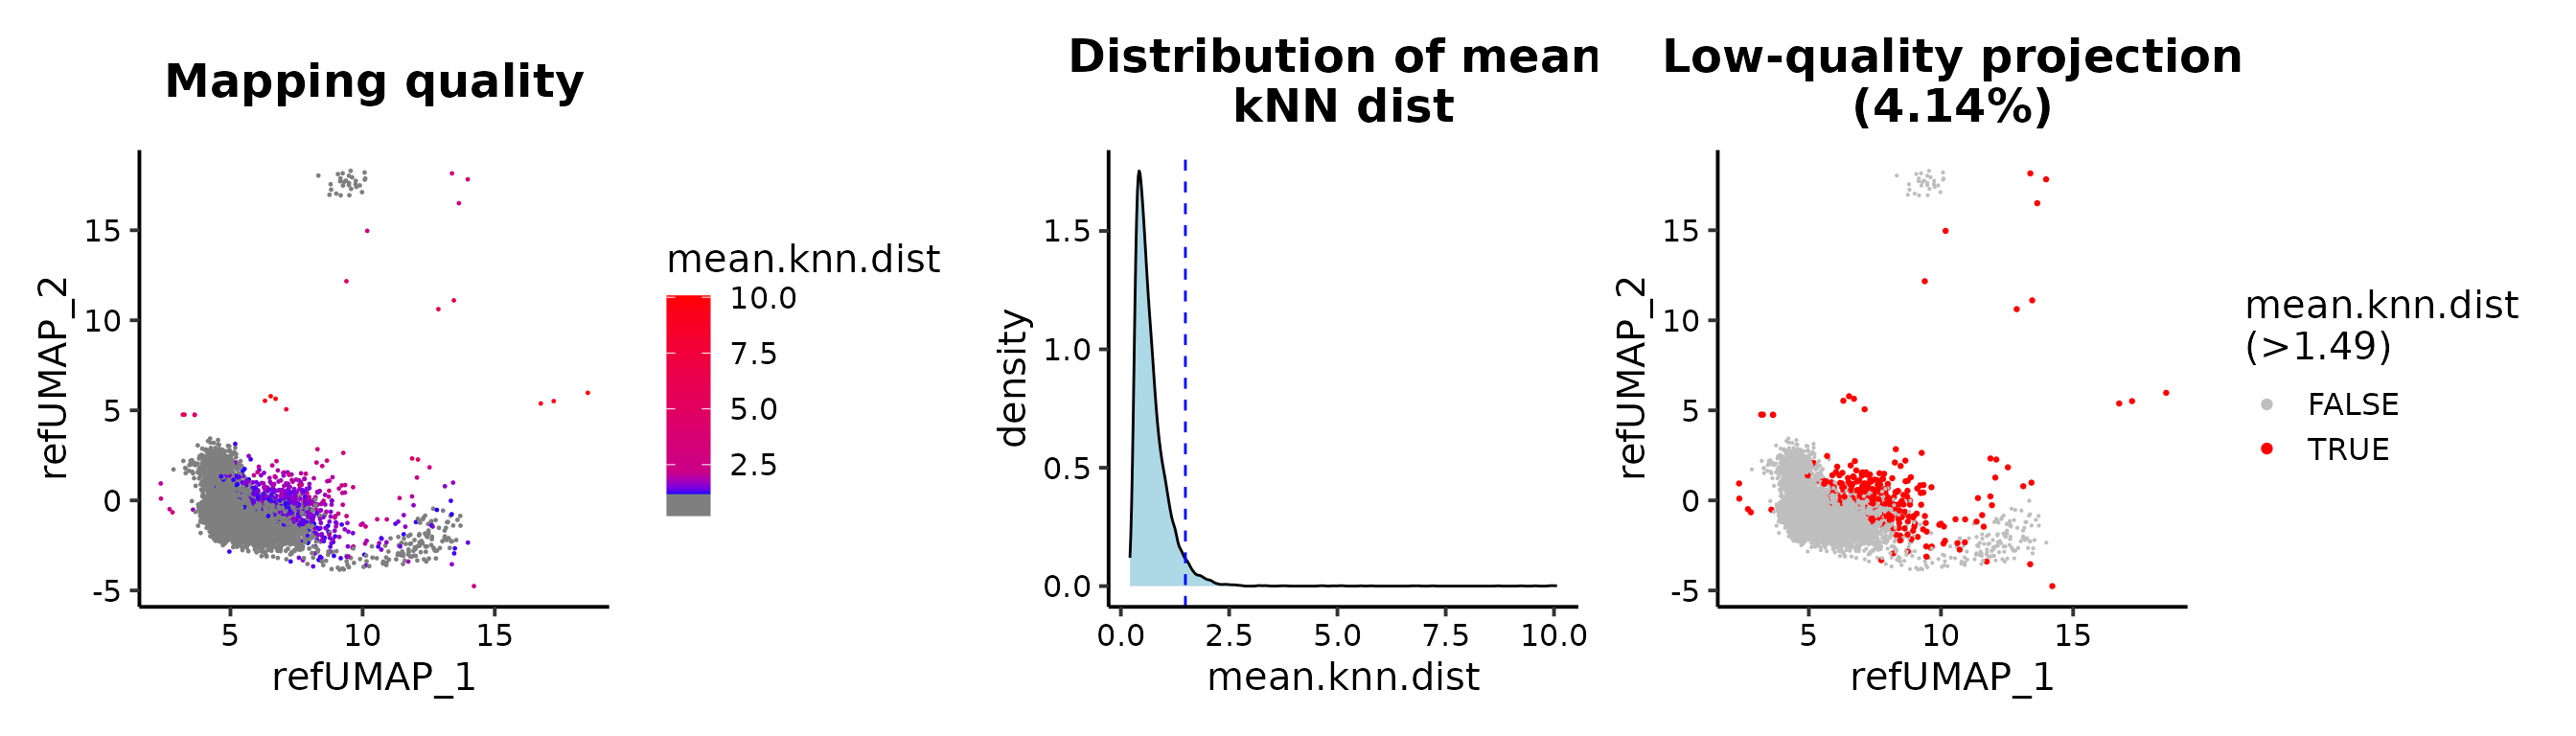 Mapping quality
refUMAP_2
15
10
5
0
-5
5
10
15
refUMAP_1
mean.knn.dist
10.0
7.5
5.0
2.5
Distribution of mean
kNN dist
density
1.5
1.0
0.5
0.0
0.0
2.5
5.0
7.5
10.0
mean.knn.dist
Low-quality projection
(4.14%)
refUMAP_2
15
10
5
0
-5
5
10
15
refUMAP_1
mean.knn.dist
(>1.49)
FALSE
TRUE